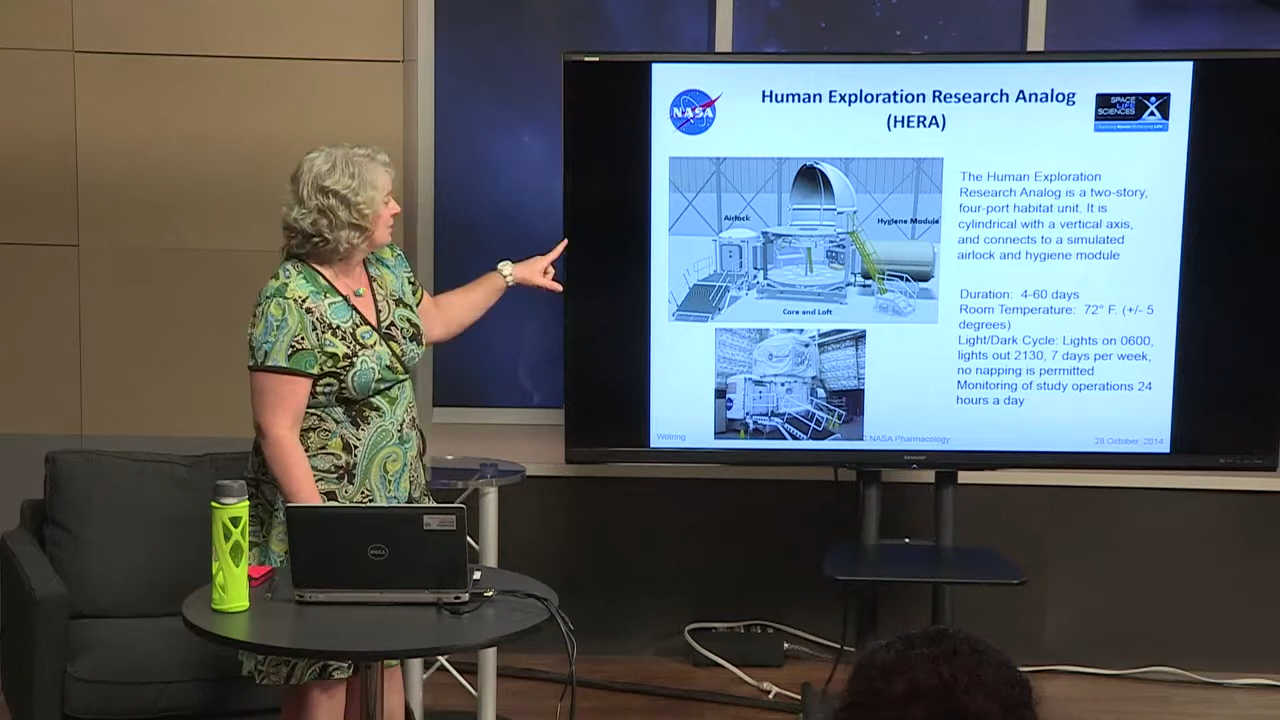 Human Exploration Research Analog
(HERA)
NASA
SPACE
LIFE
SCIENCES
The Human Exploration
Research Analog is a two-story,
four-port habitat unit. It is
cylindrical with a vertical axis,
and connects to a simulated
airlock and hygiene module
Airlock
Hygiene Module
Core and Loft
Duration: 4-60 days
Room Temperature: 72° F. (+/- 5
degrees)
Light/Dark Cycle: Lights on 0600,
lights out 2130, 7 days per week,
no napping is permitted
Monitoring of study operations 24
hours a day
Wotring
NASA Pharmacology
28 October, 2014
SHARP
DELL